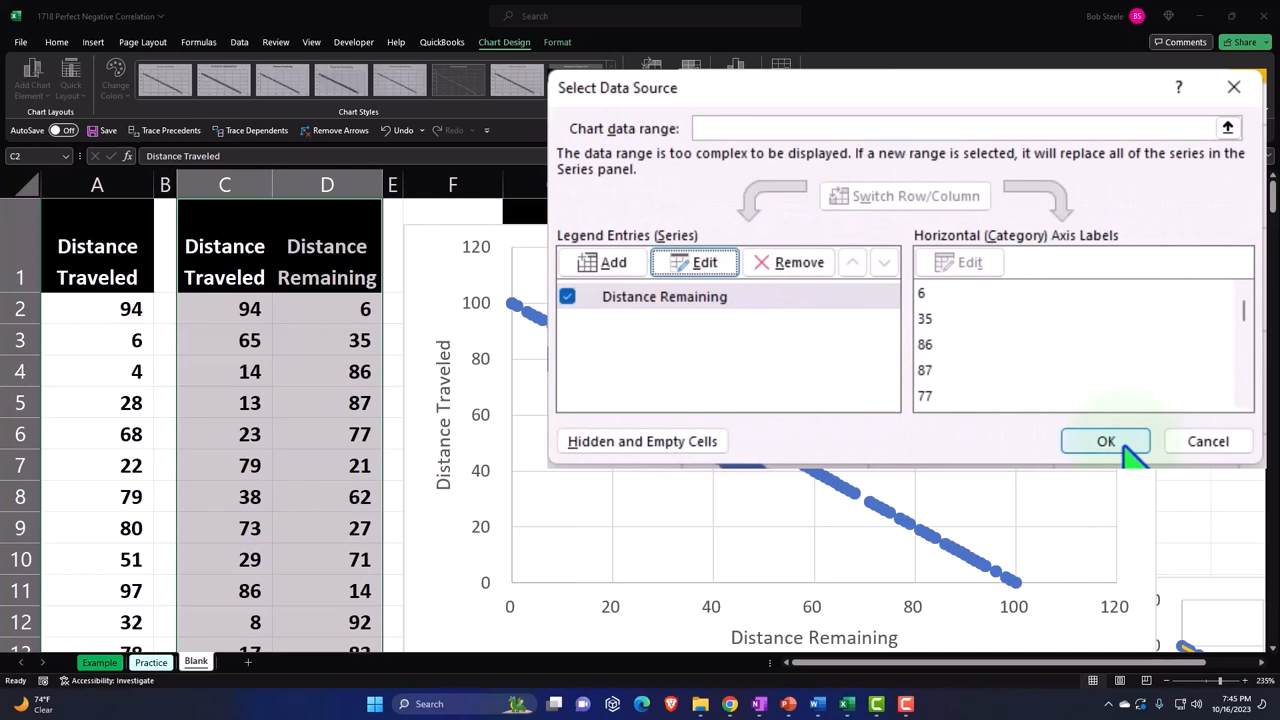 1718 Perfect Negative Correlation
Search
Bob Steele BS
File Home Insert Page Layout Formulas Data Review View Developer Help QuickBooks Chart Design Format
Comments Share
Add Chart Element
Quick Layout
Change Colors
Chart Layouts
Chart Styles
AutoSave Off Save Trace Precedents Trace Dependents Remove Arrows Undo Redo
C2 fx Distance Traveled
A B C D E F
Distance Traveled
Distance Traveled
Distance Remaining
1
2 94 94 6
3 6 65 35
4 4 14 86
5 28 13 87
6 68 23 77
7 22 79 21
8 79 38 62
9 80 73 27
10 51 29 71
11 97 86 14
12 32 8 92
120
100
80
60
40
20
0
Distance Traveled
0 20 40 60 80 100 120
Distance Remaining
Select Data Source ?
Chart data range:
The data range is too complex to be displayed. If a new range is selected, it will replace all of the series in the
Series panel.
Switch Row/Column
Legend Entries (Series)
Add Edit Remove
Distance Remaining
Horizontal (Category) Axis Labels
Edit
6
35
86
87
77
Hidden and Empty Cells
OK Cancel
Example Practice Blank
Ready Accessibility: Investigate
235%
74°F
Clear
Search
7:45 PM
10/16/2023